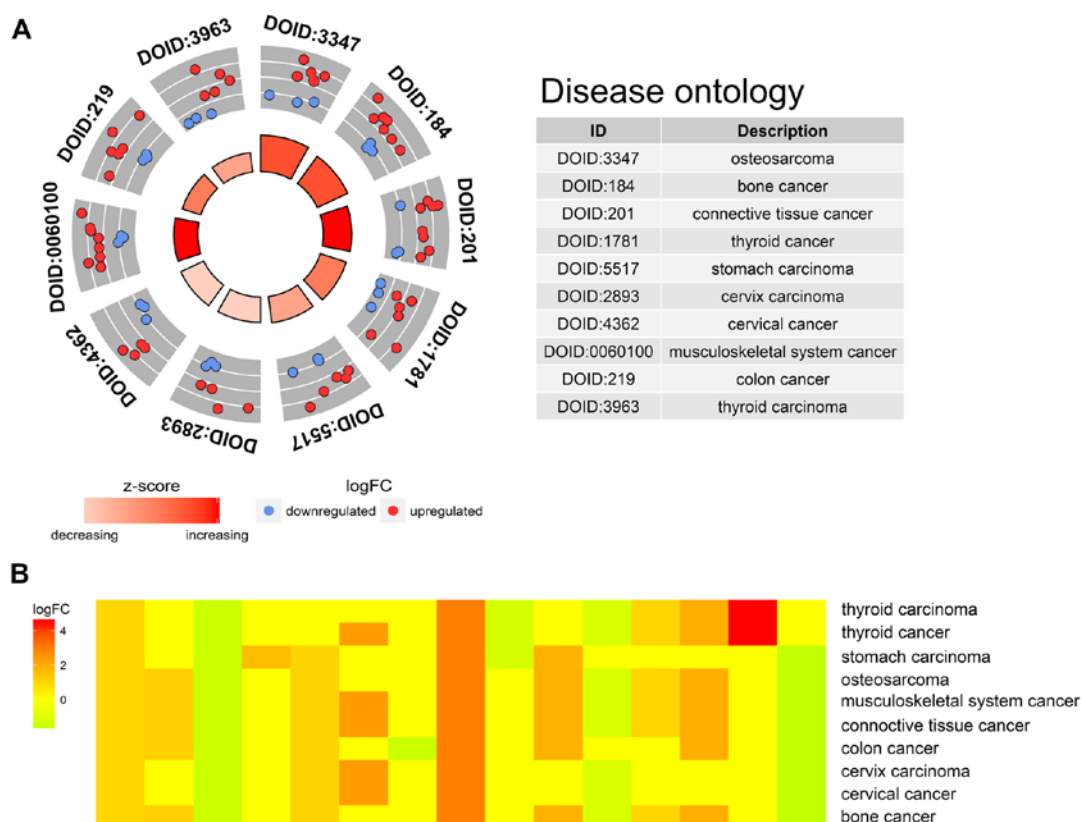 A
DOID:3963
DOID:3347
DOID:219
DOID:184
DOID:0060100
DOID:201
DOID:4362
DOID:1781
DOID:2893
DOID:5517
Disease ontology
ID Description
DOID:3347 osteosarcoma
DOID:184 bone cancer
DOID:201 connective tissue cancer
DOID:1781 thyroid cancer
DOID:5517 stomach carcinoma
DOID:2893 cervix carcinoma
DOID:4362 cervical cancer
DOID:0060100 musculoskeletal system cancer
DOID:219 colon cancer
DOID:3963 thyroid carcinoma
z-score
decreasing increasing
logFC
downregulated upregulated
B
logFC
4
2
0
thyroid carcinoma
thyroid cancer
stomach carcinoma
osteosarcoma
musculoskeletal system cancer
connoctive tissue cancer
colon cancer
cervix carcinoma
cervical cancer
bone cancer